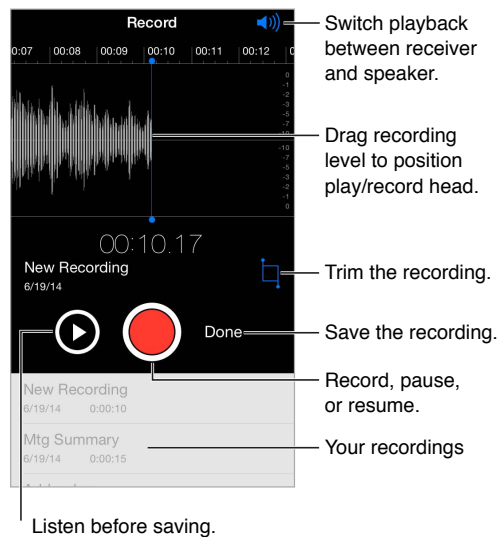 Record
Switch playback
between receiver
and speaker.
0:07 00:08 00:09 00:10 00:11 00:12 0
0
-1
-2
-3
-5
-7
-10
-10
-7
-5
-3
-2
-1
0
Drag recording
level to position
play/record head.
00:10.17
New Recording
6/19/14
Trim the recording.
Done
Save the recording.
Record, pause,
or resume.
New Recording
6/19/14 0:00:10
Mtg Summary
6/19/14 0:00:15
Your recordings
Listen before saving.